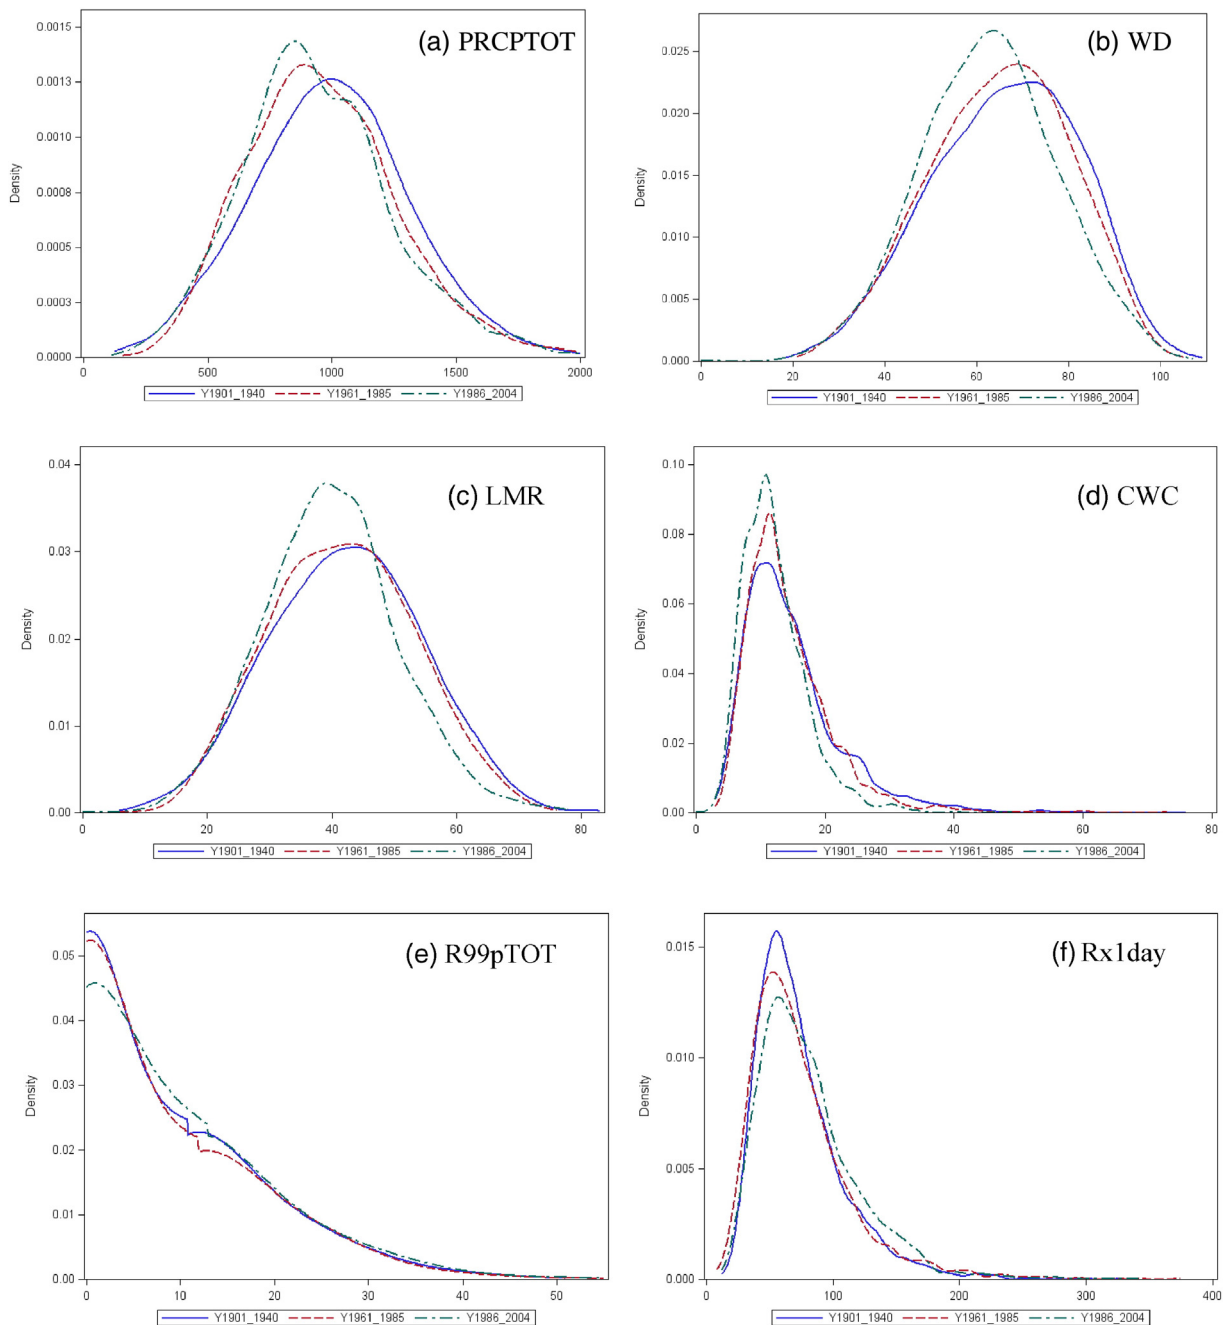 (a) PRCPTOT
0.0015
0.0013
0.0010
0.0008
0.0005
0.0003
0.0000
Density
0 500 1000 1500 2000
Y1901_1940 Y1961_1985 Y1986_2004
(b) WD
0.025
0.020
0.015
0.010
0.005
0.000
Density
0 20 40 60 80 100
Y1901_1940 Y1961_1985 Y1986_2004
(c) LMR
0.04
0.03
0.02
0.01
0.00
Density
0 20 40 60 80
Y1901_1940 Y1961_1985 Y1986_2004
(d) CWC
0.10
0.08
0.06
0.04
0.02
0.00
Density
0 20 40 60 80
Y1901_1940 Y1961_1985 Y1986_2004
(e) R99pTOT
0.05
0.04
0.03
0.02
0.01
0.00
Density
0 10 20 30 40 50
Y1901_1940 Y1961_1985 Y1986_2004
(f) Rx1day
0.015
0.010
0.005
0.000
Density
0 100 200 300 400
Y1901_1940 Y1961_1985 Y1986_2004